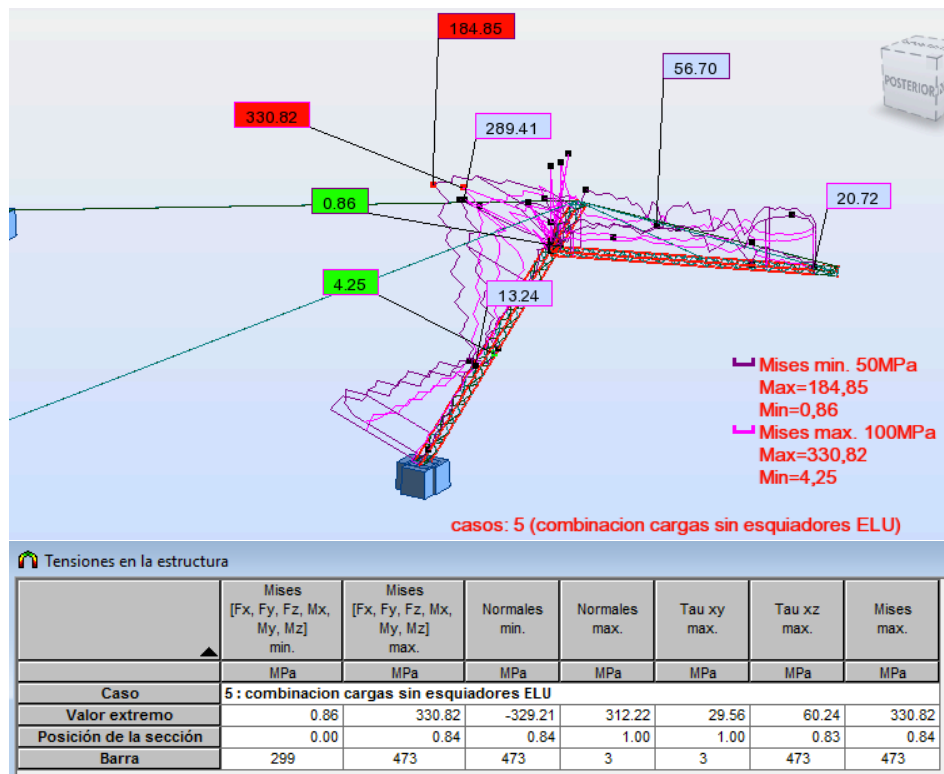 184.85
56.70
330.82
289.41
POSTERIOR
0.86
20.72
4.25
13.24
Mises min. 50MPa
Max=184,85
Min=0,86
Mises max. 100MPa
Max=330,82
Min=4,25
casos: 5 (combinacion cargas sin esquiadores ELU)
Tensiones en la estructura
Mises [Fx, Fy, Fz, Mx, My, Mz] min. Mises [Fx, Fy, Fz, Mx, My, Mz] max. Normales min. Normales max. Tau xy max. Tau xz max. Mises max.
MPa MPa MPa MPa MPa MPa MPa
Caso 5 : combinacion cargas sin esquiadores ELU
Valor extremo 0.86 330.82 -329.21 312.22 29.56 60.24 330.82
Posición de la sección 0.00 0.84 0.84 1.00 1.00 0.83 0.84
Barra 299 473 473 3 3 473 473